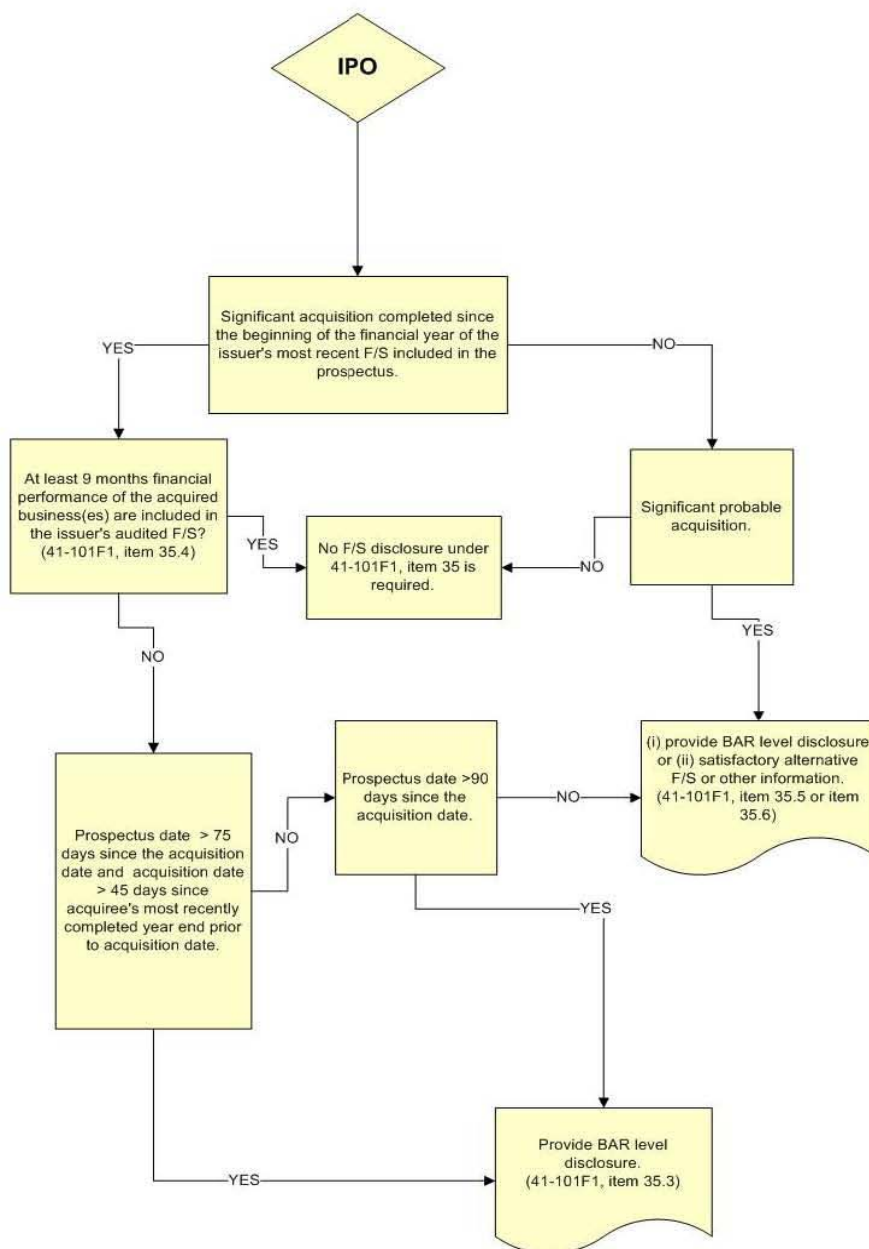 IPO
Significant acquisition completed since
the beginning of the financial year of the
issuer's most recent F/S included in the
prospectus.
YES
NO
At least 9 months financial
performance of the acquired
business(es) are included in
the issuer's audited F/S?
(41-101F1, item 35.4)
YES
No F/S disclosure under
41-101F1, item 35 is
required.
NO
Significant probable
acquisition.
YES
NO
Prospectus date > 75
days since the acquisition
date and acquisition date
> 45 days since
acquiree's most recently
completed year end prior
to acquisition date.
NO
Prospectus date >90
days since the
acquisition date.
NO
(i) provide BAR level disclosure
or (ii) satisfactory alternative
F/S or other information.
(41-101F1, item 35.5 or item
35.6)
YES
YES
Provide BAR level
disclosure.
(41-101F1, item 35.3)